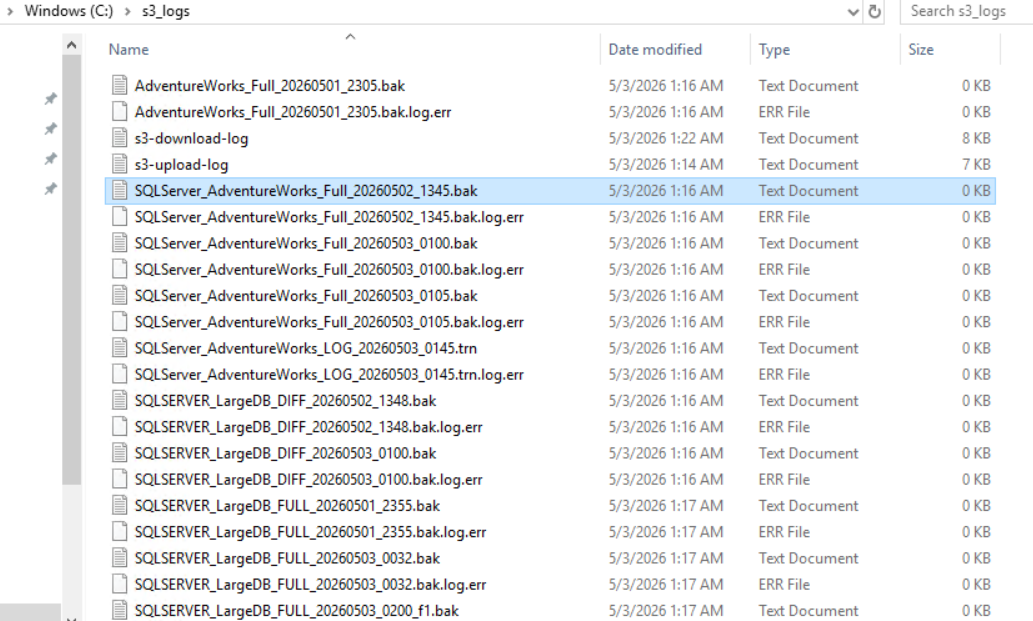 Windows (C:) > s3_logs Search s3_logs
Name Date modified Type Size
AdventureWorks_Full_20260501_2305.bak 5/3/2026 1:16 AM Text Document 0 KB
AdventureWorks_Full_20260501_2305.bak.log.err 5/3/2026 1:16 AM ERR File 0 KB
s3-download-log 5/3/2026 1:22 AM Text Document 8 KB
s3-upload-log 5/3/2026 1:14 AM Text Document 7 KB
SQLServer_AdventureWorks_Full_20260502_1345.bak 5/3/2026 1:16 AM Text Document 0 KB
SQLServer_AdventureWorks_Full_20260502_1345.bak.log.err 5/3/2026 1:16 AM ERR File 0 KB
SQLServer_AdventureWorks_Full_20260503_0100.bak 5/3/2026 1:16 AM Text Document 0 KB
SQLServer_AdventureWorks_Full_20260503_0100.bak.log.err 5/3/2026 1:16 AM ERR File 0 KB
SQLServer_AdventureWorks_Full_20260503_0105.bak 5/3/2026 1:16 AM Text Document 0 KB
SQLServer_AdventureWorks_Full_20260503_0105.bak.log.err 5/3/2026 1:16 AM ERR File 0 KB
SQLServer_AdventureWorks_LOG_20260503_0145.trn 5/3/2026 1:16 AM Text Document 0 KB
SQLServer_AdventureWorks_LOG_20260503_0145.trn.log.err 5/3/2026 1:16 AM ERR File 0 KB
SQLSERVER_LargeDB_DIFF_20260502_1348.bak 5/3/2026 1:16 AM Text Document 0 KB
SQLSERVER_LargeDB_DIFF_20260502_1348.bak.log.err 5/3/2026 1:16 AM ERR File 0 KB
SQLSERVER_LargeDB_DIFF_20260503_0100.bak 5/3/2026 1:16 AM Text Document 0 KB
SQLSERVER_LargeDB_DIFF_20260503_0100.bak.log.err 5/3/2026 1:16 AM ERR File 0 KB
SQLSERVER_LargeDB_FULL_20260501_2355.bak 5/3/2026 1:17 AM Text Document 0 KB
SQLSERVER_LargeDB_FULL_20260501_2355.bak.log.err 5/3/2026 1:17 AM ERR File 0 KB
SQLSERVER_LargeDB_FULL_20260503_0032.bak 5/3/2026 1:17 AM Text Document 0 KB
SQLSERVER_LargeDB_FULL_20260503_0032.bak.log.err 5/3/2026 1:17 AM ERR File 0 KB
SQLSERVER_LargeDB_FULL_20260503_0200_f1.bak 5/3/2026 1:17 AM Text Document 0 KB